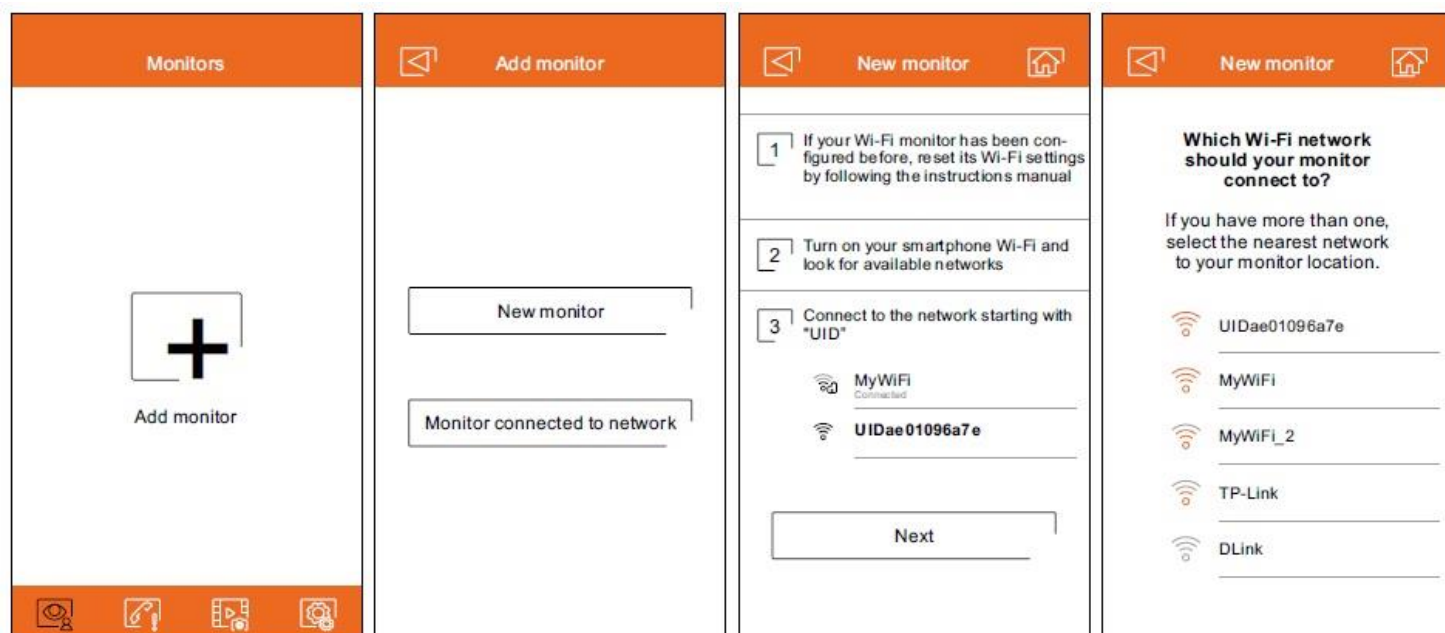 Monitors
Add monitor
Add monitor
New monitor
Monitor connected to network
New monitor
1
If your Wi-Fi monitor has been con-
figured before, reset its Wi-Fi settings
by following the instructions manual
2
Turn on your smartphone Wi-Fi and
look for available networks
3
Connect to the network starting with
"UID"
MyWiFi
Connected
UIDae01096a7e
Next
New monitor
Which Wi-Fi network
should your monitor
connect to?
If you have more than one,
select the nearest network
to your monitor location.
UIDae01096a7e
MyWiFi
MyWiFi_2
TP-Link
DLink